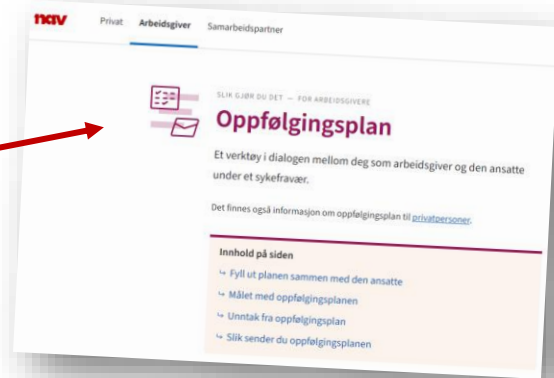 nav
Privat Arbeidsgiver Samarbeidspartner
SLIK GJØR DU DET — FOR ARBEIDSGIVERE
Oppfølgingsplan
Et verktøy i dialogen mellom deg som arbeidsgiver og den ansatte
under et sykefravær.
Det finnes også informasjon om oppfølgingsplan til privatpersoner.
Innhold på siden
↪ Fyll ut planen sammen med den ansatte
↪ Målet med oppfølgingsplanen
↪ Unntak fra oppfølgingsplan
↪ Slik sender du oppfølgingsplanen